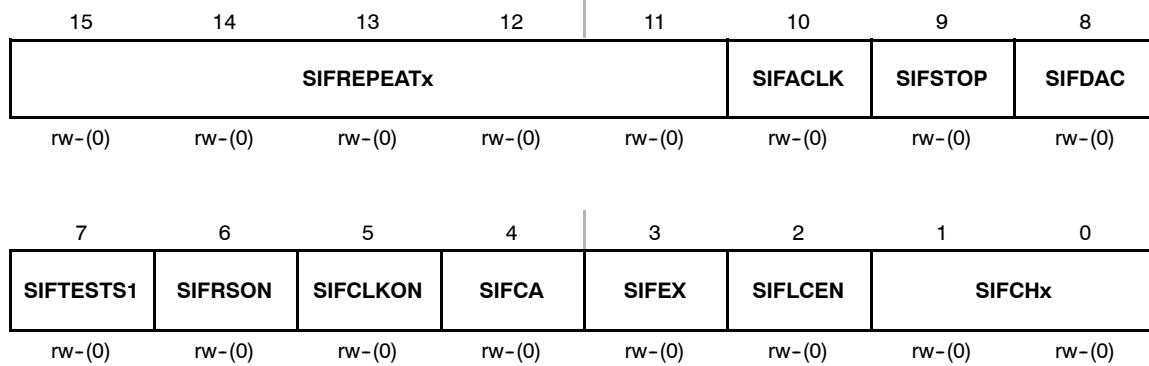 15 14 13 12 11 10 9 8
SIFREPEATx SIFACLK SIFSTOP SIFDAC
rw-(0) rw-(0) rw-(0) rw-(0) rw-(0) rw-(0) rw-(0) rw-(0)
7 6 5 4 3 2 1 0
SIFTESTS1 SIFRSON SIFCLKON SIFCA SIFEX SIFLCEN SIFCHx
rw-(0) rw-(0) rw-(0) rw-(0) rw-(0) rw-(0) rw-(0) rw-(0)